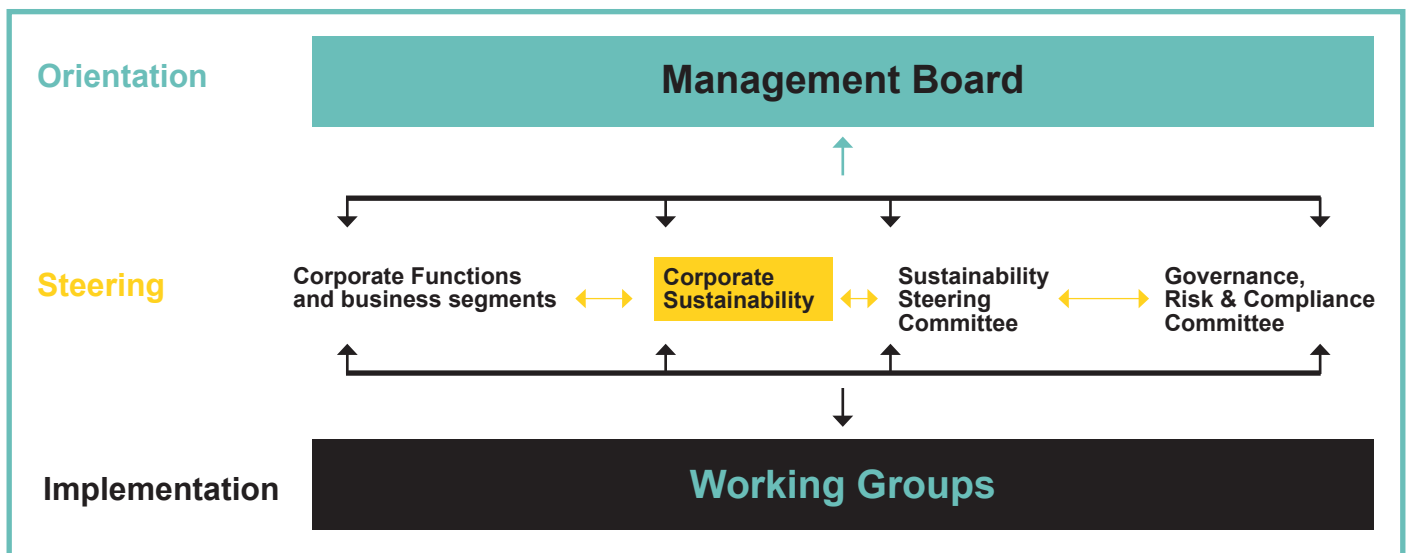 Orientation
Management Board
Steering
Corporate Functions
and business segments
Corporate
Sustainability
Sustainability
Steering
Committee
Governance,
Risk & Compliance
Committee
Implementation
Working Groups